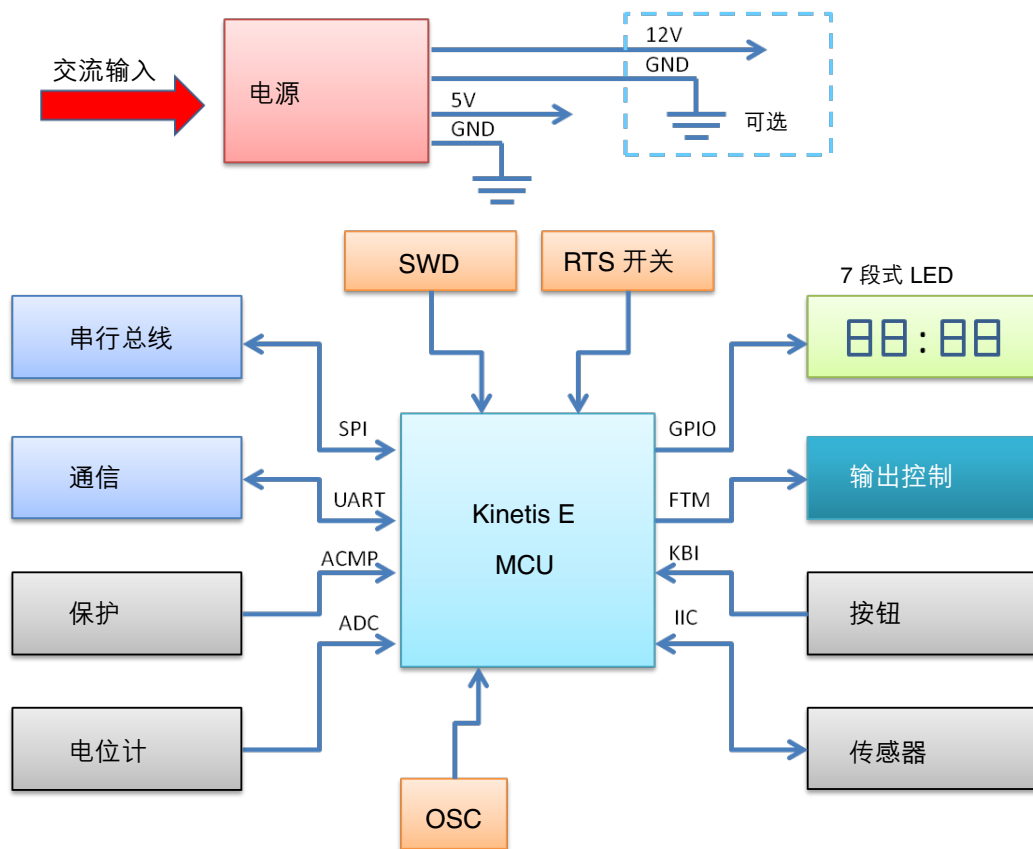 交流输入
电源
12V
GND
5V
GND
可选
SWD
RTS 开关
7 段式 LED
88:88
串行总线
SPI
GPIO
通信
UART
FTM
输出控制
Kinetis E
MCU
保护
ACMP
KBI
按钮
ADC
IIC
电位计
传感器
OSC